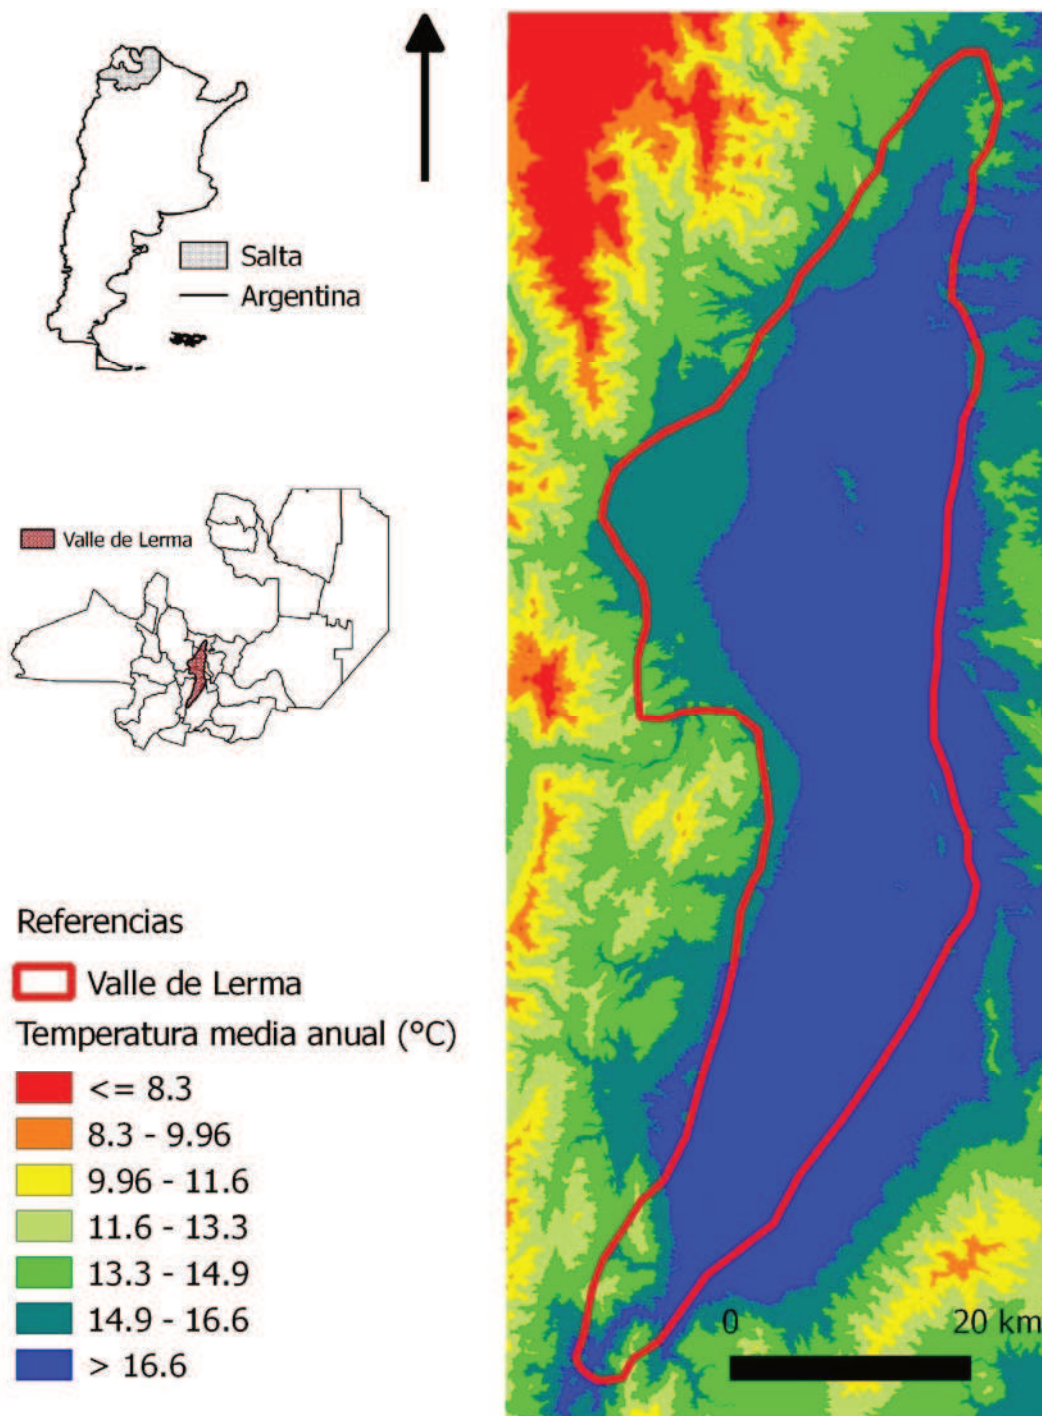 Salta
Argentina
Valle de Lerma
Referencias
Valle de Lerma
Temperatura media anual (°C)
<= 8.3
8.3 - 9.96
9.96 - 11.6
11.6 - 13.3
13.3 - 14.9
14.9 - 16.6
> 16.6
0 20 km